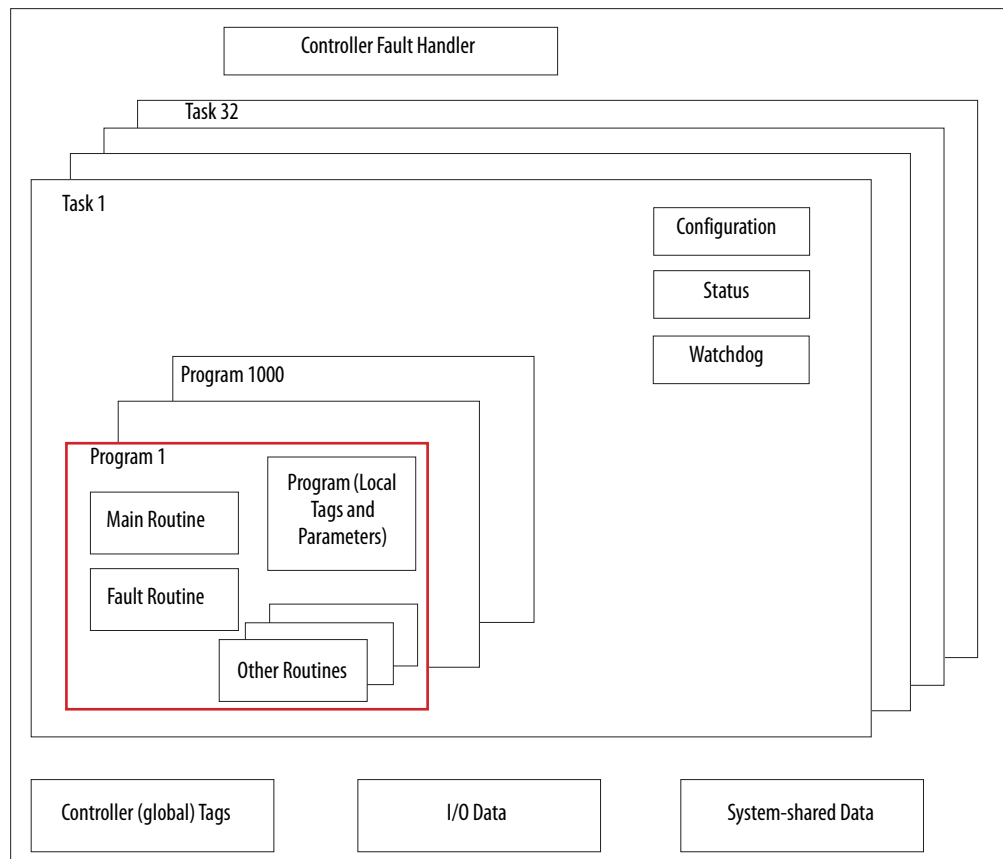 Controller Fault Handler
Task 32
Task 1
Configuration
Status
Watchdog
Program 1000
Program 1
Program (Local
Tags and
Parameters)
Main Routine
Fault Routine
Other Routines
Controller (global) Tags
I/O Data
System-shared Data